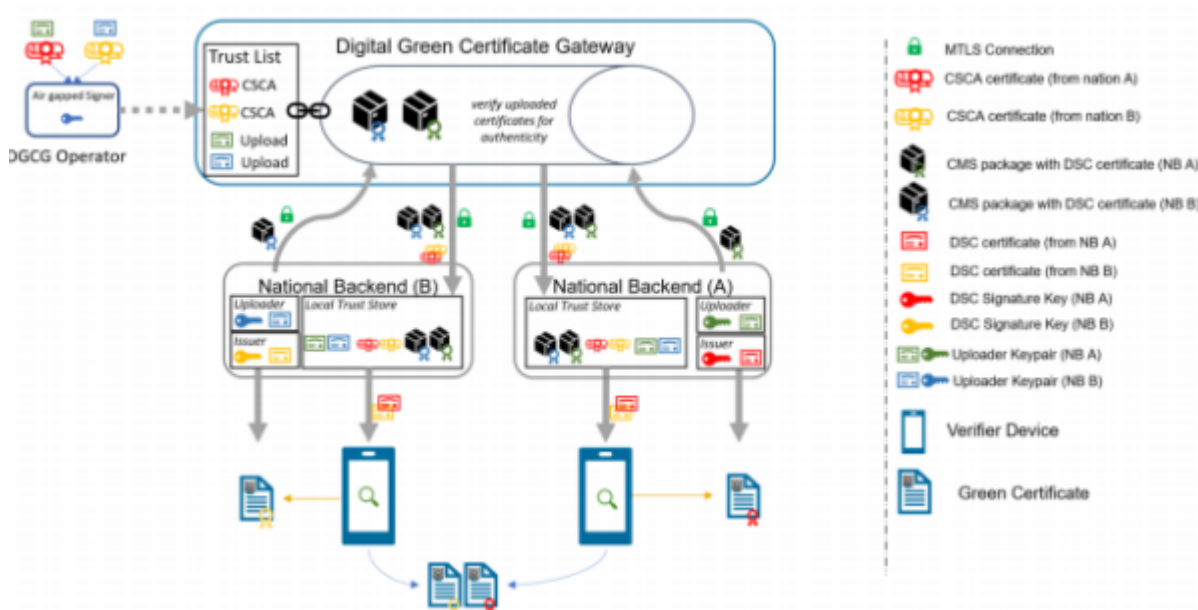 Digital Green Certificate Gateway
Trust List
CSCA
CSCA
Upload
Upload
verify uploaded
certificates for
authenticity
Air gapped Signer
DGCG Operator
National Backend (B)
Uploader
Local Trust Store
Issuer
National Backend (A)
Local Trust Store
Uploader
Issuer
MTLS Connection
CSCA certificate (from nation A)
CSCA certificate (from nation B)
CMS package with DSC certificate (NB A)
CMS package with DSC certificate (NB B)
DSC certificate (from NB A)
DSC certificate (from NB B)
DSC Signature Key (NB A)
DSC Signature Key (NB B)
Uploader Keypair (NB A)
Uploader Keypair (NB B)
Verifier Device
Green Certificate